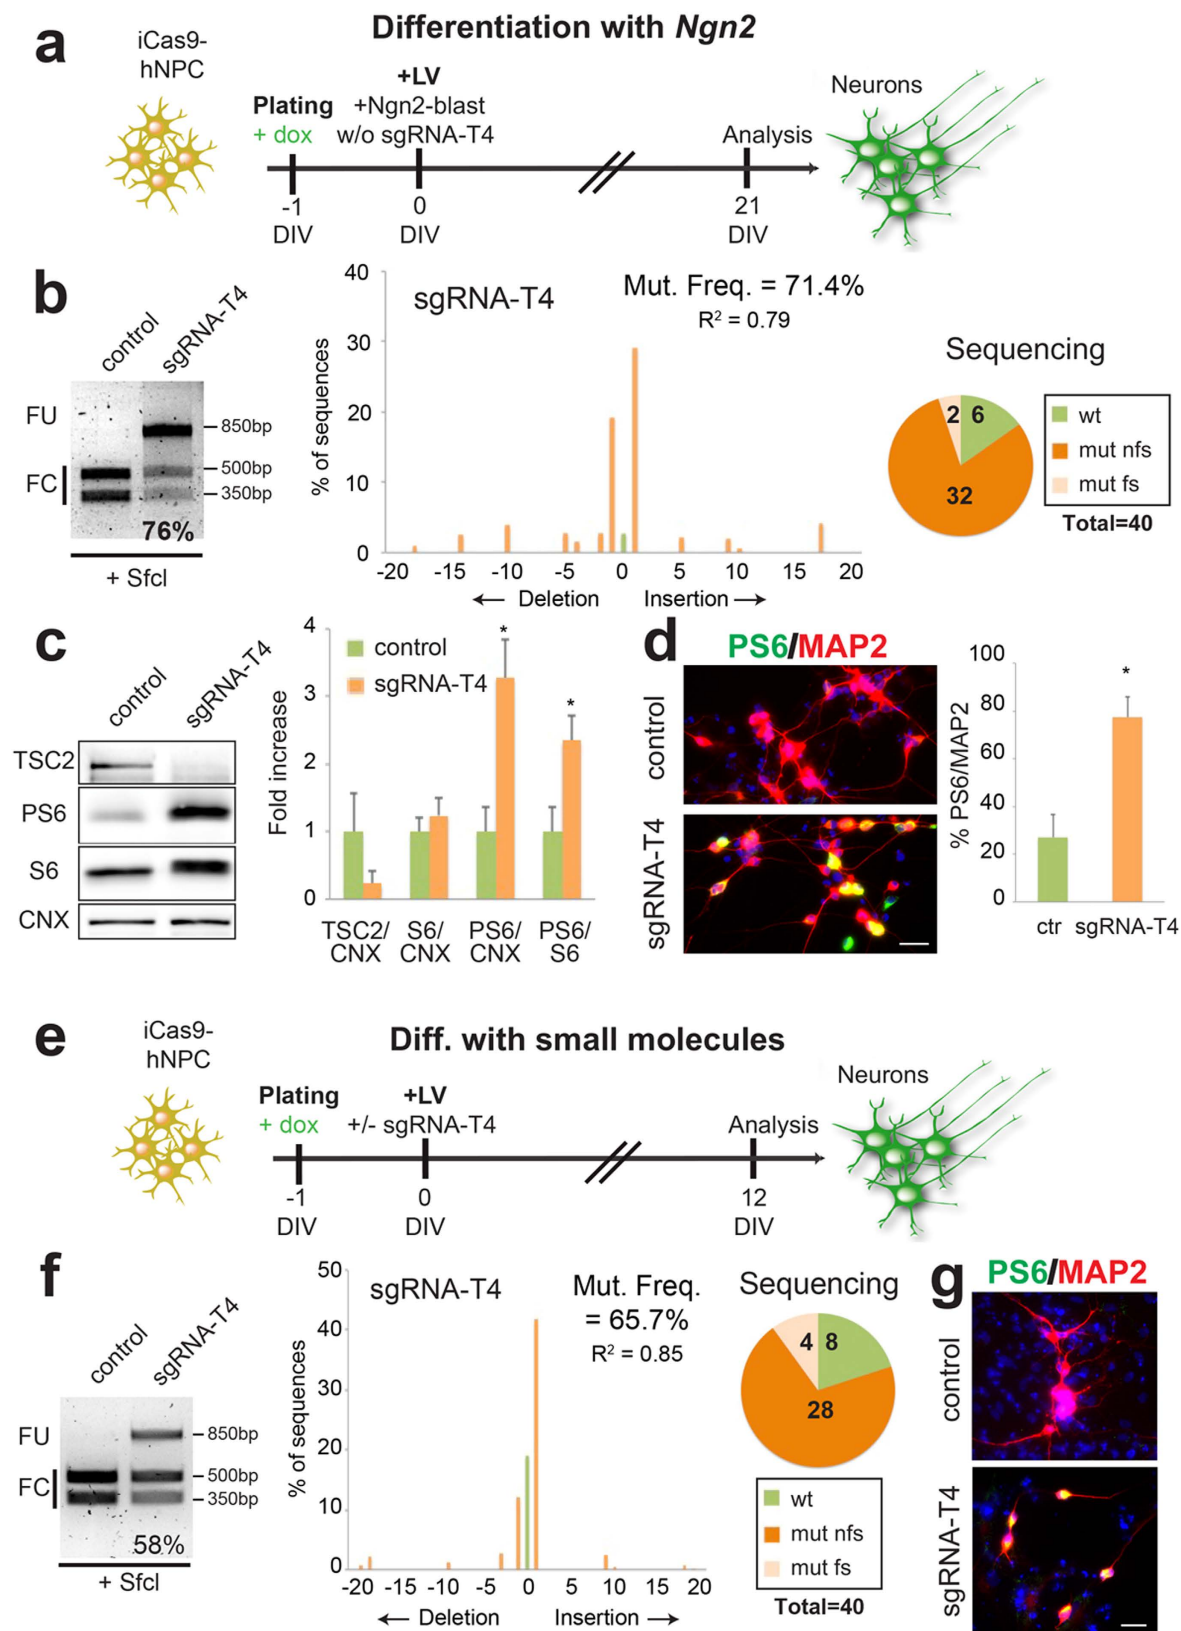 a
Differentiation with Ngn2
iCas9-
hNPC
Plating
+ dox
+LV
+Ngn2-blast
w/o sgRNA-T4
Analysis
Neurons
-1
DIV
0
DIV
21
DIV
b
control
sgRNA-T4
FU
FC
850bp
500bp
350bp
76%
+ SfcI
sgRNA-T4
Mut. Freq. = 71.4%
R² = 0.79
% of sequences
40
30
20
10
0
-20 -15 -10 -5 0 5 10 15 20
← Deletion Insertion →
Sequencing
2 6
32
wt
mut nfs
mut fs
Total=40
c
control
sgRNA-T4
TSC2
PS6
S6
CNX
Fold increase
4
3
2
1
0
control
sgRNA-T4
*
*
TSC2/
CNX
S6/
CNX
PS6/
CNX
PS6/
S6
d
PS6/MAP2
control
sgRNA-T4
% PS6/MAP2
100
80
60
40
20
0
*
ctr sgRNA-T4
e
Diff. with small molecules
iCas9-
hNPC
Plating
+ dox
+LV
+/- sgRNA-T4
Analysis
Neurons
-1
DIV
0
DIV
12
DIV
f
control
sgRNA-T4
FU
FC
850bp
500bp
350bp
58%
+ SfcI
sgRNA-T4
Mut. Freq.
= 65.7%
R² = 0.85
% of sequences
50
40
30
20
10
0
-20 -15 -10 -5 0 5 10 15 20
← Deletion Insertion →
Sequencing
4 8
28
wt
mut nfs
mut fs
Total=40
g
PS6/MAP2
control
sgRNA-T4